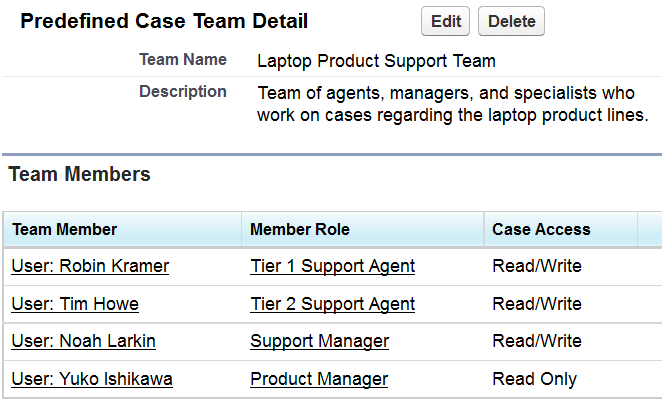 Predefined Case Team Detail Edit Delete
Team Name Laptop Product Support Team
Description Team of agents, managers, and specialists who
work on cases regarding the laptop product lines.
Team Members
Team Member Member Role Case Access
User: Robin Kramer Tier 1 Support Agent Read/Write
User: Tim Howe Tier 2 Support Agent Read/Write
User: Noah Larkin Support Manager Read/Write
User: Yuko Ishikawa Product Manager Read Only